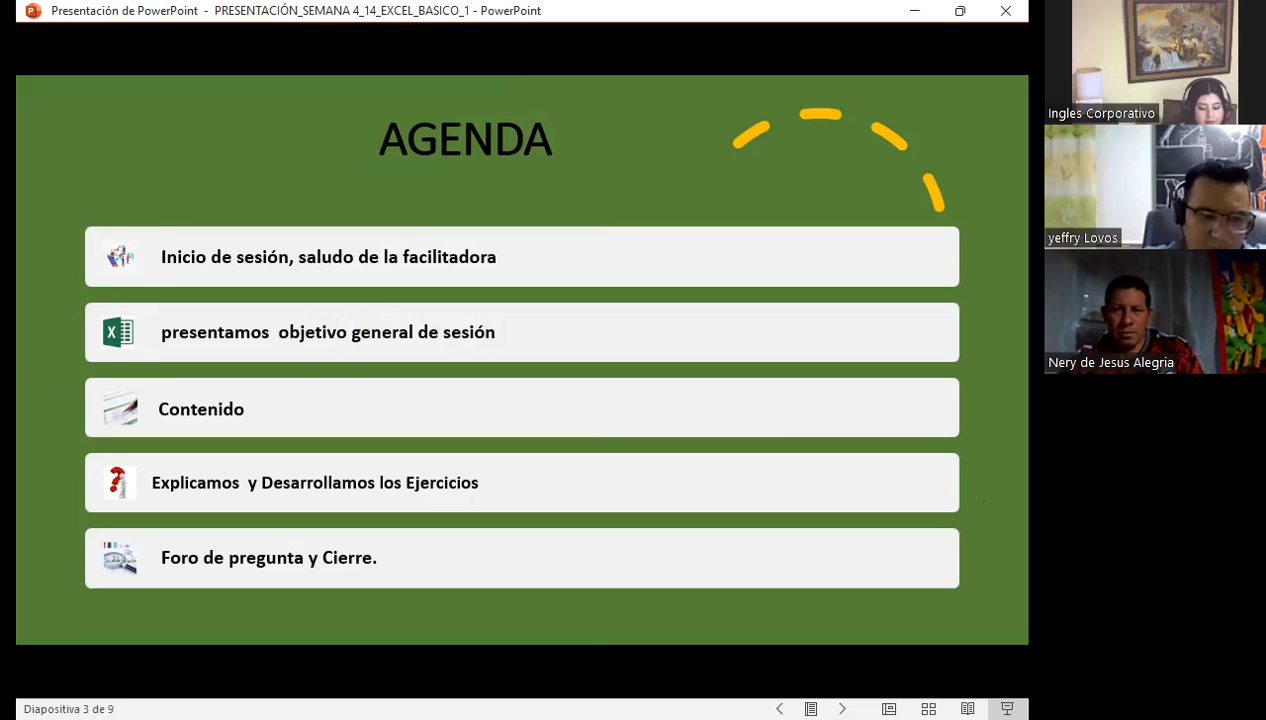 Presentación de PowerPoint - PRESENTACIÓN_SEMANA 4_14_EXCEL_BASICO_1 - PowerPoint
AGENDA
Inicio de sesión, saludo de la facilitadora
presentamos objetivo general de sesión
Contenido
Explicamos y Desarrollamos los Ejercicios
Foro de pregunta y Cierre.
Diapositiva 3 de 9
Ingles Corporativo
yeffry Lovos
Nery de Jesus Alegria